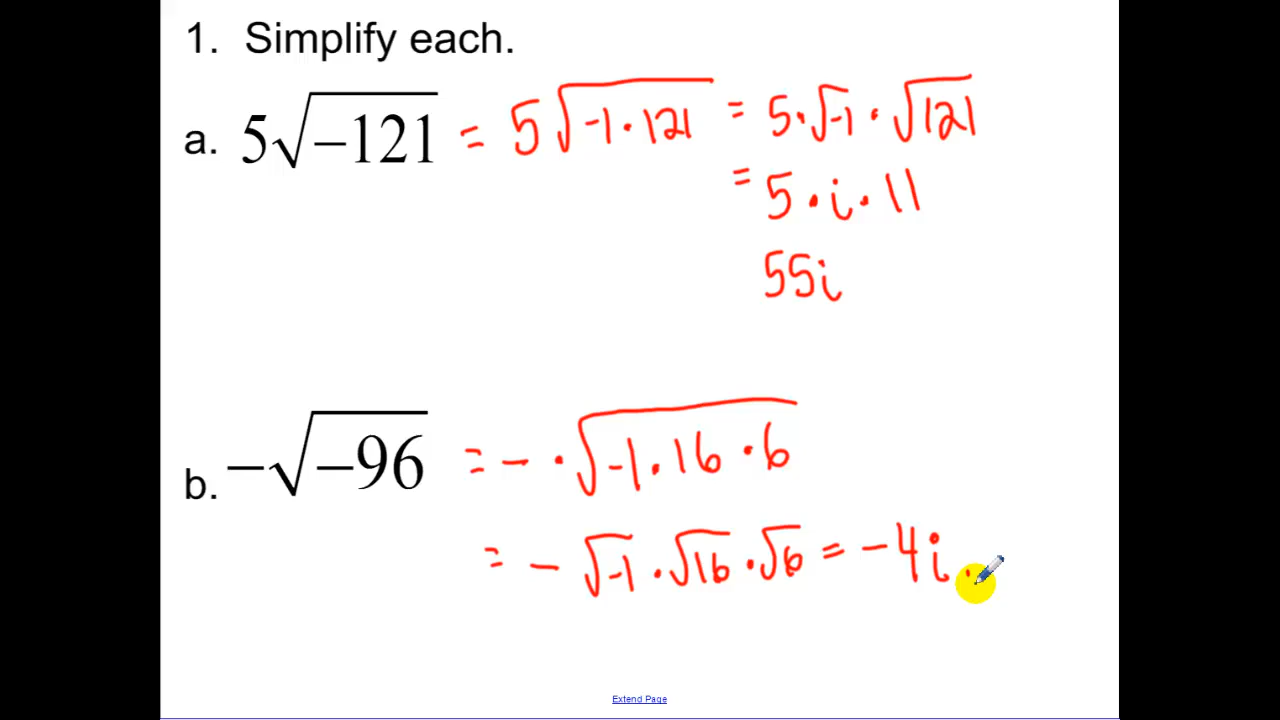 1. Simplify each.
a. 5√−121 = 5√-1·121 = 5·√-1·√121
= 5·i·11
55i
b. −√−96 = -·√-1·16·6
= -√-1·√16·√6 = -4i·
Extend Page